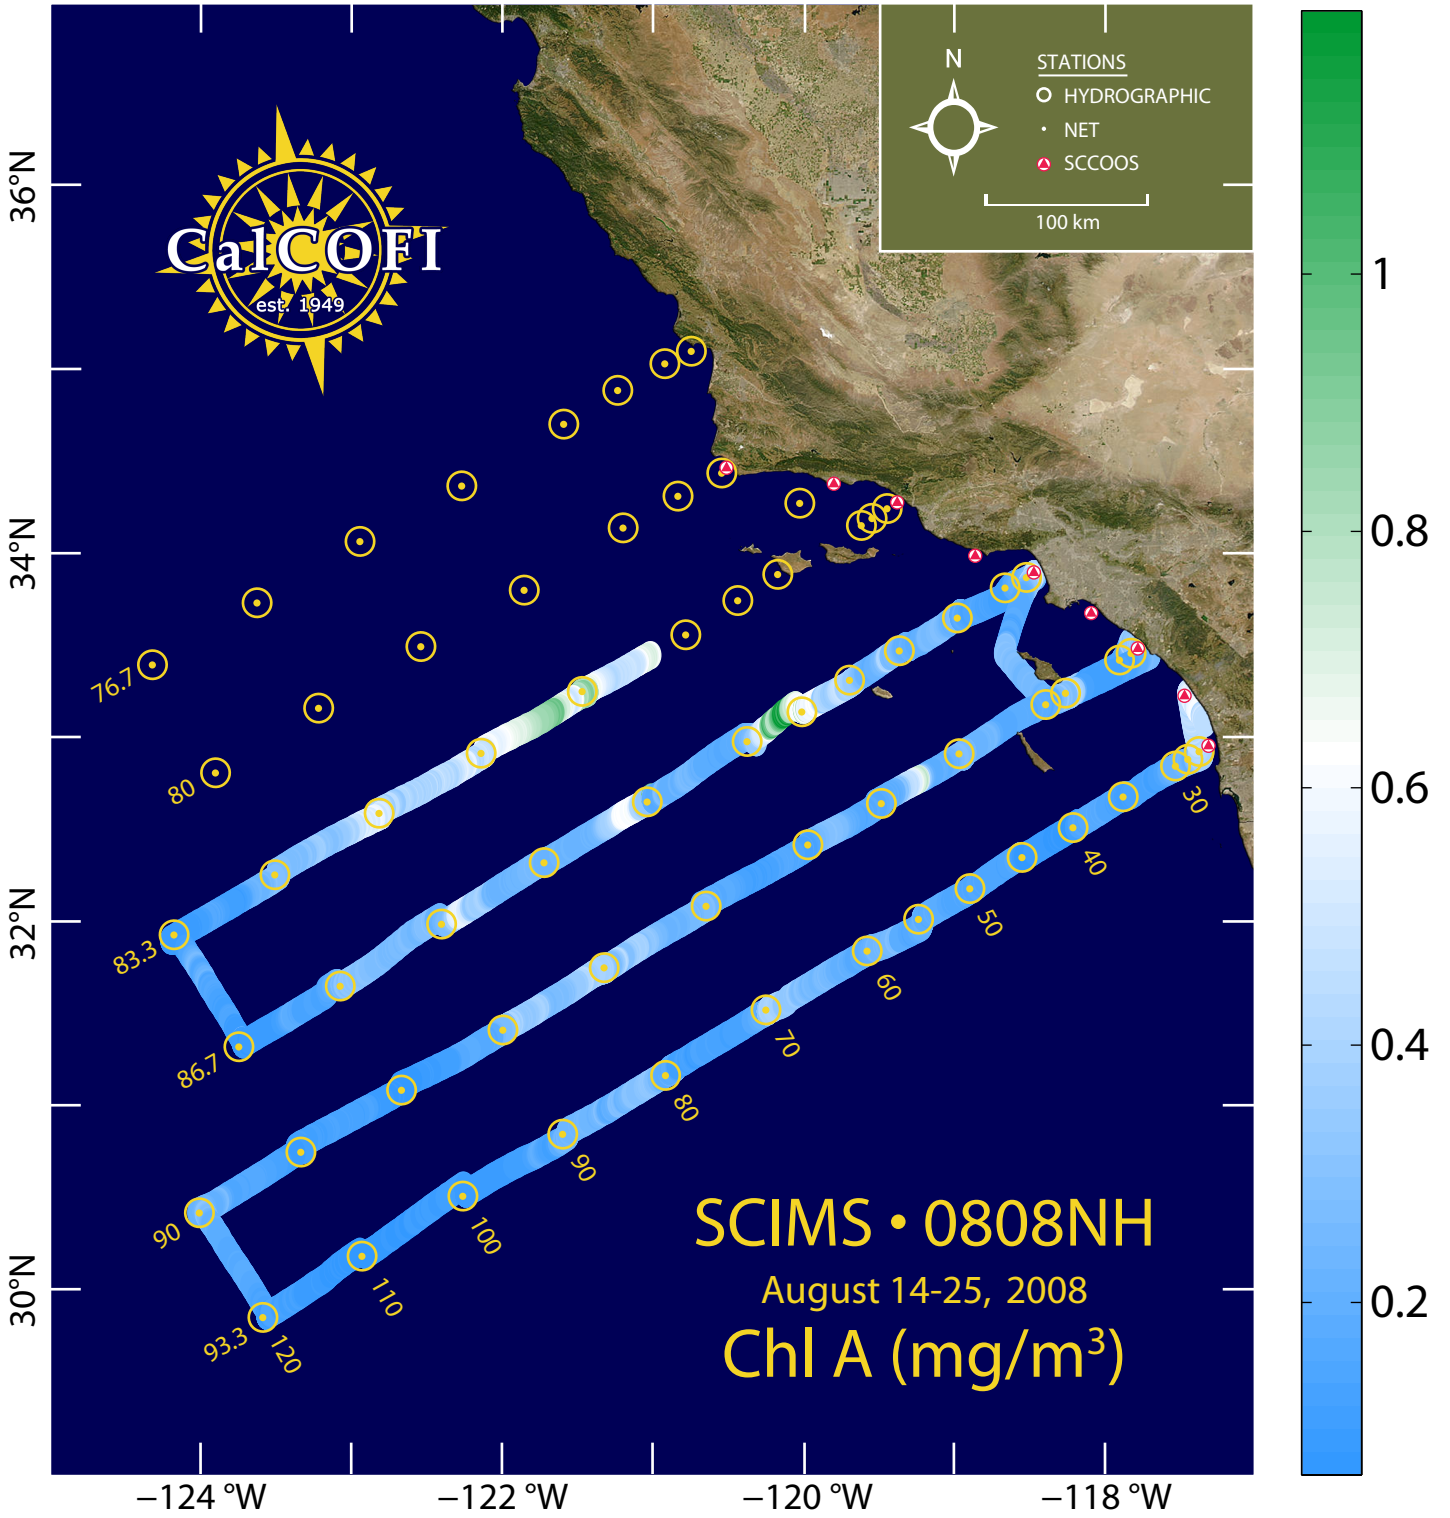 CalCOFI
est. 1949
N
STATIONS
HYDROGRAPHIC
NET
SCCOOS
100 km
36°N
34°N
32°N
30°N
−124 °W
−122 °W
−120 °W
−118 °W
76.7
80
83.3
86.7
90
93.3
30
40
50
60
70
80
90
100
110
120
SCIMS • 0808NH
August 14-25, 2008
Chl A (mg/m³)
1
0.8
0.6
0.4
0.2